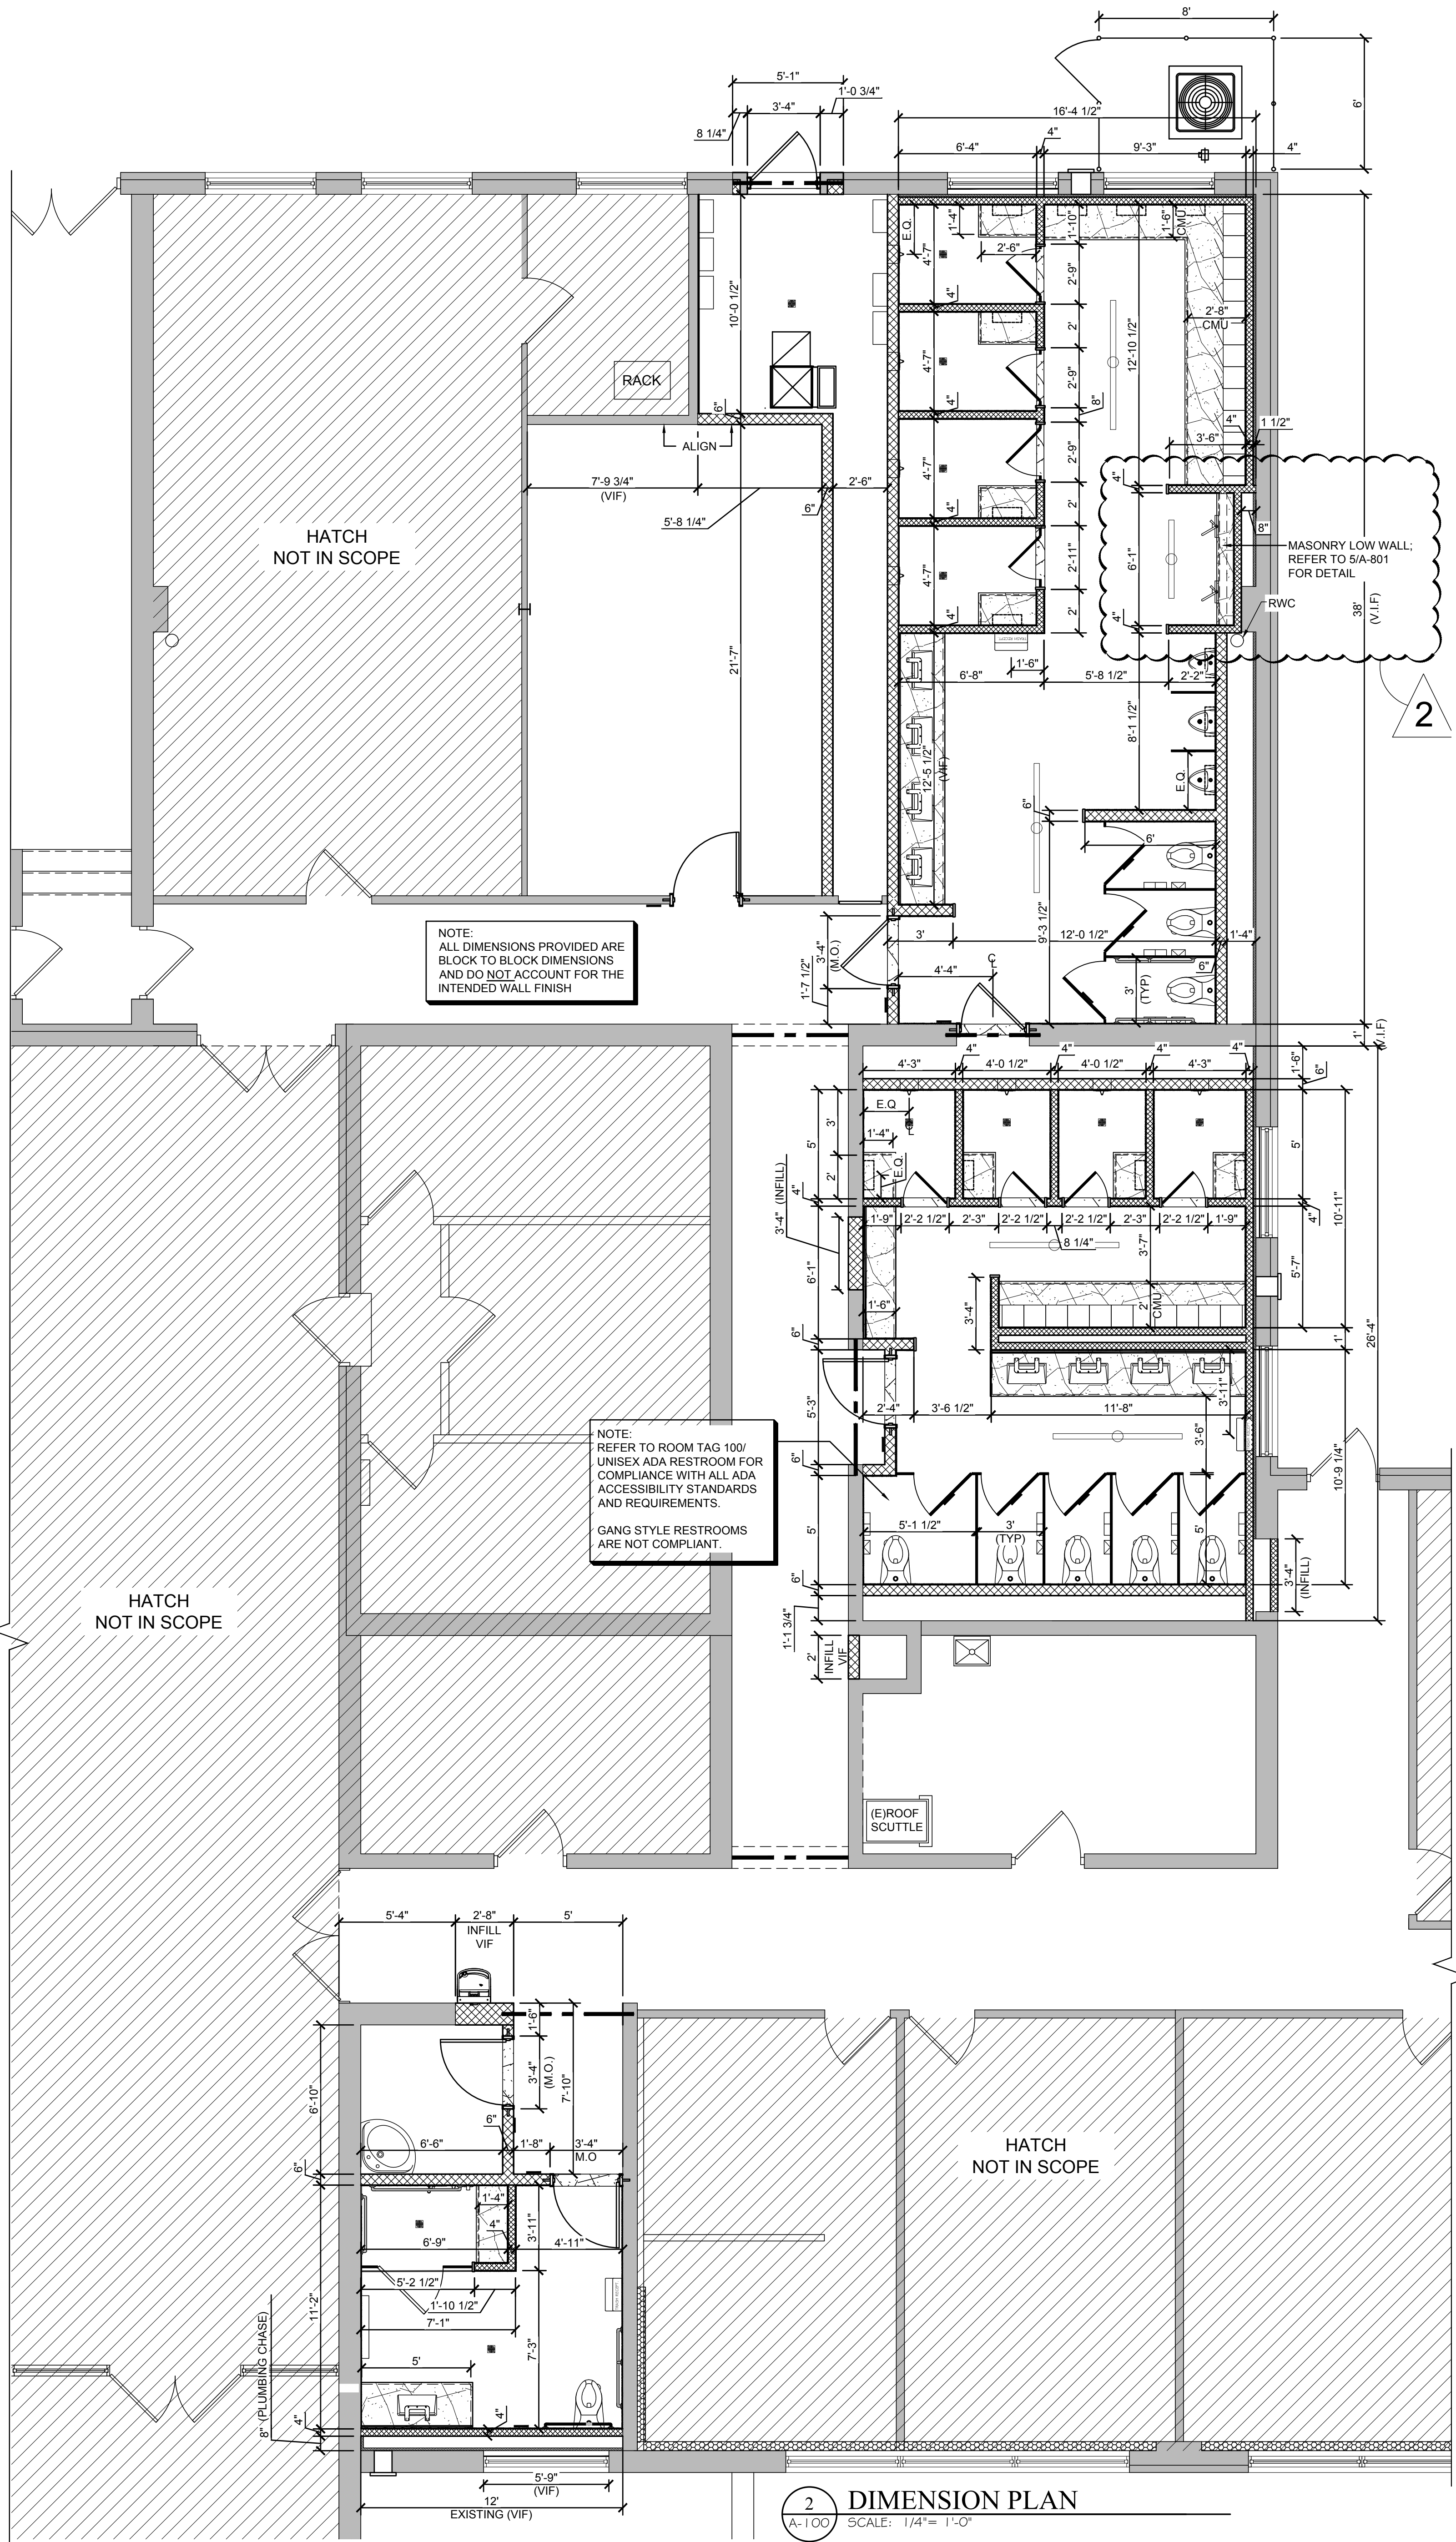 8'
5'-1"
1'-0 3/4"
3'-4"
8 1/4"
6'
16'-4 1/2"
4"
6'-4"
9'-3"
4"
E.Q.
1'-4"
4'-7"
2'-6"
1'-10"
1'-6"
CMU
2'-9"
4"
10'-0 1/2"
12'-10 1/2"
2'
2'-8"
CMU
RACK
4'-7"
2'-9"
4"
8"
6"
ALIGN
4"
1 1/2"
3'-6"
2'-9"
4'-7"
7'-9 3/4"
(VIF)
2'-6"
6"
5'-8 1/4"
4"
4"
2'
8"
HATCH
NOT IN SCOPE
2'-11"
4'-7"
6'-1"
MASONRY LOW WALL;
REFER TO 5/A-801
FOR DETAIL
RWC
38'
(V.I.F)
4"
2'
4"
21'-7"
1'-6"
6'-8"
5'-8 1/2"
2'-2"
2
8'-1 1/2"
12'-5 1/2"
(VIF)
E.Q.
6"
6'
NOTE:
ALL DIMENSIONS PROVIDED ARE
BLOCK TO BLOCK DIMENSIONS
AND DO NOT ACCOUNT FOR THE
INTENDED WALL FINISH
3'
9'-3 1/2"
12'-0 1/2"
1'-4"
3'-4"
(M.O.)
4'-4"
CL
6"
1'-7 1/2"
3'
(TYP)
1'
(V.I.F)
4'-3"
4"
4'-0 1/2"
4"
4'-0 1/2"
4"
4'-3"
4"
1'-6"
6"
E.Q
3'
5'
1'-4"
E.Q.
2'
5'
10'-11"
3'-4" (INFILL)
4"
4"
1'-9"
2'-2 1/2"
2'-3"
2'-2 1/2"
2'-2 1/2"
2'-3"
2'-2 1/2"
1'-9"
8 1/4"
3'-7"
6'-1"
5'-7"
1'-6"
3'-4"
2'
CMU
6"
1'
26'-4"
3'-11"
5'-3"
2'-4"
3'-6 1/2"
11'-8"
3'-6"
NOTE:
REFER TO ROOM TAG 100/
UNISEX ADA RESTROOM FOR
COMPLIANCE WITH ALL ADA
ACCESSIBILITY STANDARDS
AND REQUIREMENTS.
GANG STYLE RESTROOMS
ARE NOT COMPLIANT.
6"
10'-9 1/4"
5'
5'-1 1/2"
3'
(TYP)
5'
6"
3'-4"
(INFILL)
HATCH
NOT IN SCOPE
1'-1 3/4"
2'
INFILL
VIF
(E)ROOF
SCUTTLE
5'-4"
2'-8"
INFILL
VIF
5'
1'-6"
3'-4"
(M.O.)
7'-10"
6'-10"
6"
6'-6"
1'-8"
3'-4"
M.O
HATCH
NOT IN SCOPE
6"
1'-4"
4"
3'-11"
6'-9"
4'-11"
5'-2 1/2"
1'-10 1/2"
7'-1"
11'-2"
7'-3"
5'
8" (PLUMBING CHASE)
4"
4"
5'-9"
(VIF)
12'
EXISTING (VIF)
2
A-100
DIMENSION PLAN
SCALE: 1/4"= 1'-0"